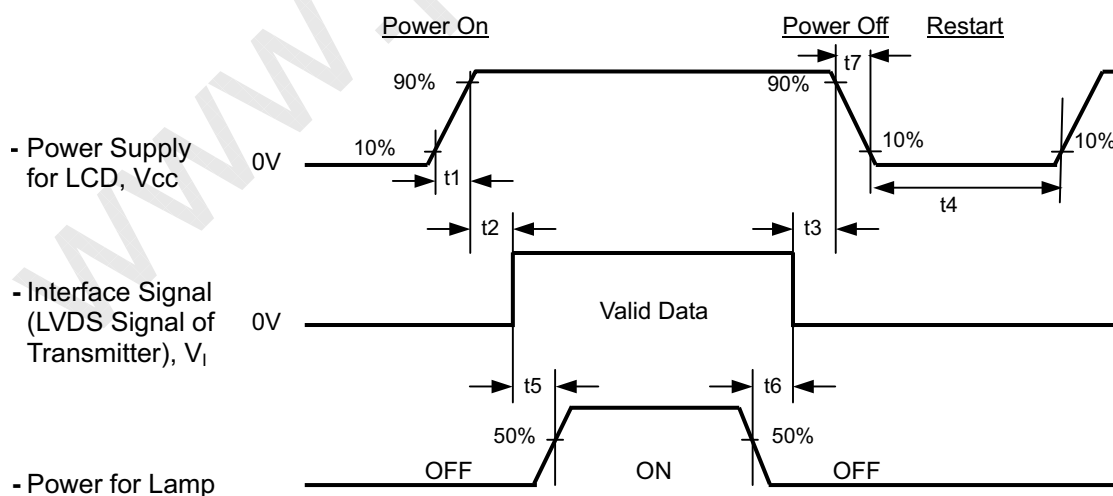 Power On
Power Off
Restart
t7
90%
90%
10%
10%
10%
- Power Supply
for LCD, Vcc
0V
t1
t4
t2
t3
- Interface Signal
(LVDS Signal of
Transmitter), VI
0V
Valid Data
t5
t6
50%
50%
OFF
ON
OFF
- Power for Lamp